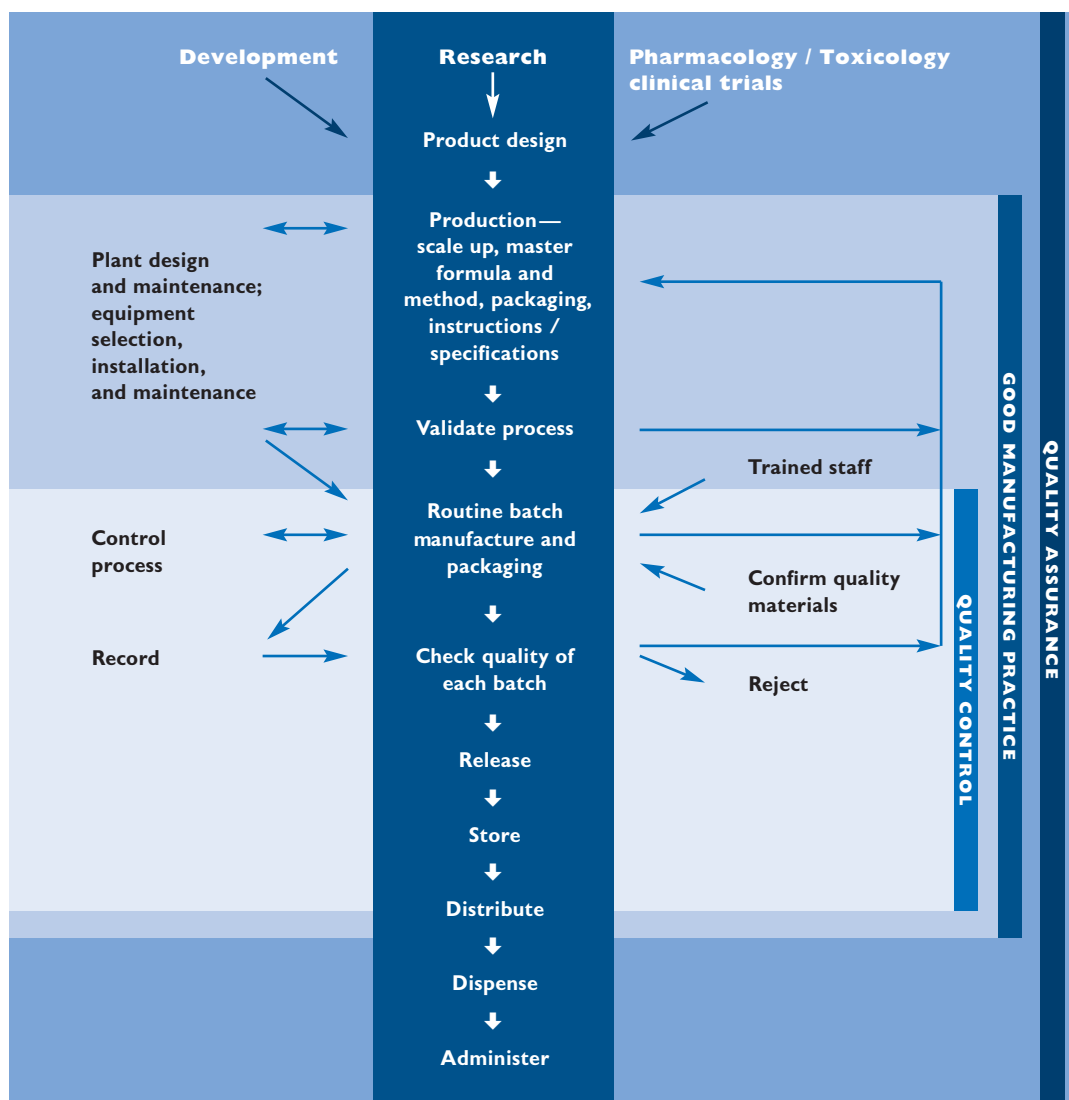 Development
Research
Pharmacology / Toxicology
clinical trials
Product design
Production—
scale up, master
formula and
method, packaging,
instructions /
specifications
Plant design
and maintenance;
equipment
selection,
installation,
and maintenance
Validate process
Trained staff
Routine batch
manufacture and
packaging
Control
process
Confirm quality
materials
Record
Check quality of
each batch
Reject
Release
Store
Distribute
Dispense
Administer
QUALITY CONTROL
GOOD MANUFACTURING PRACTICE
QUALITY ASSURANCE